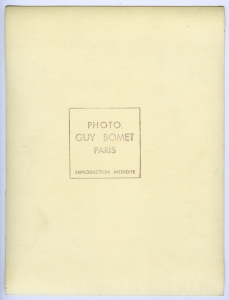 PHOTO
GUY BOMET
PARIS
REPRODUCTION INTERDITE